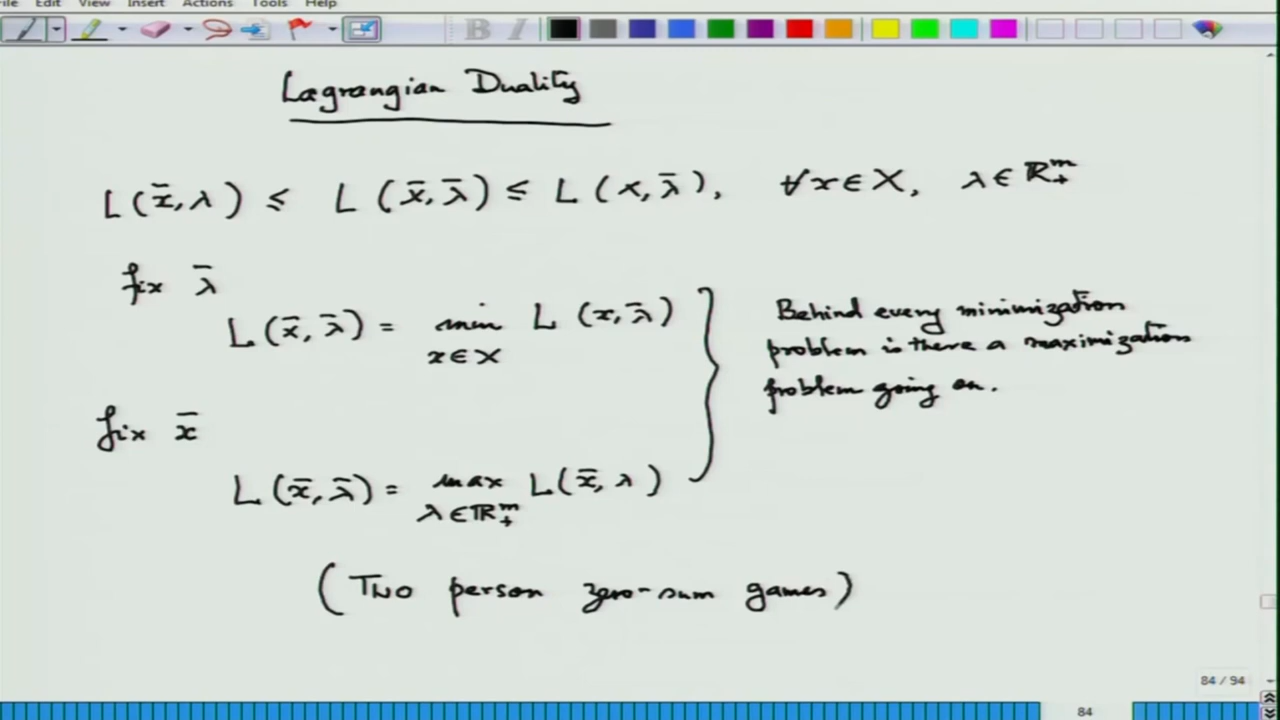 File Edit View Insert Actions Tools Help
B I
Lagrangian Duality
L(x̄,λ) ≤ L(x̄,λ̄) ≤ L(x,λ̄), ∀x∈X, λ∈ℝ₊ᵐ
fix λ̄
L(x̄,λ̄) = min L(x,λ̄)
x∈X
Behind every minimization
problem is there a maximization
problem going on.
fix x̄
L(x̄,λ̄) = max L(x̄,λ)
λ∈ℝ₊ᵐ
(Two person zero-sum games)
84 / 94
84